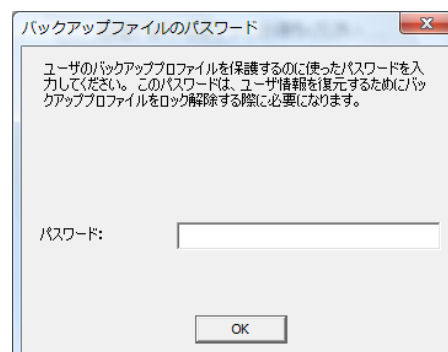 バックアップファイルのパスワード
ユーザのバックアッププロファイルを保護するのに使ったパスワードを入
力してください。このパスワードは、ユーザ情報を復元するためにバッ
クアッププロファイルをロック解除する際に必要になります。
パスワード:
OK